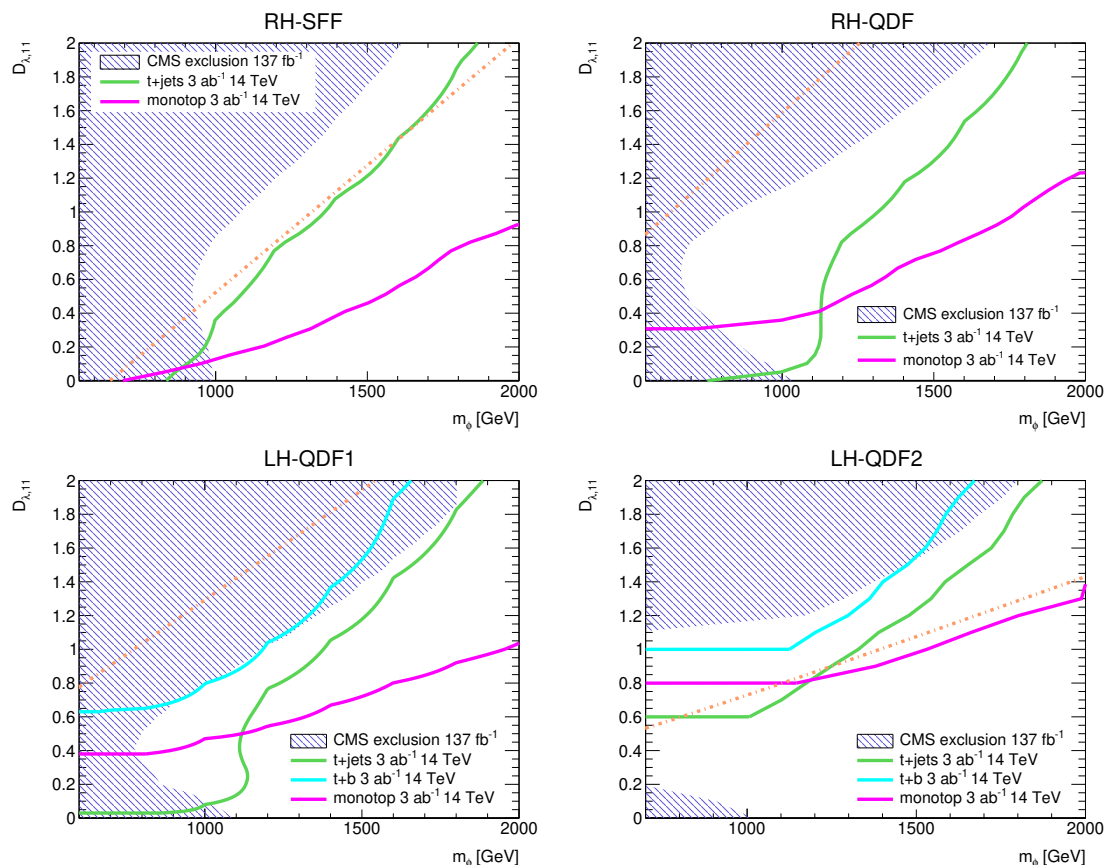 RH-SFF
D_λ,11
2
1.8
1.6
1.4
1.2
1
0.8
0.6
0.4
0.2
0
CMS exclusion 137 fb⁻¹
t+jets 3 ab⁻¹ 14 TeV
monotop 3 ab⁻¹ 14 TeV
1000 1500 2000
m_ϕ [GeV]
RH-QDF
D_λ,11
2
1.8
1.6
1.4
1.2
1
0.8
0.6
0.4
0.2
0
CMS exclusion 137 fb⁻¹
t+jets 3 ab⁻¹ 14 TeV
monotop 3 ab⁻¹ 14 TeV
1000 1500 2000
m_ϕ [GeV]
LH-QDF1
D_λ,11
2
1.8
1.6
1.4
1.2
1
0.8
0.6
0.4
0.2
0
CMS exclusion 137 fb⁻¹
t+jets 3 ab⁻¹ 14 TeV
t+b 3 ab⁻¹ 14 TeV
monotop 3 ab⁻¹ 14 TeV
1000 1500 2000
m_ϕ [GeV]
LH-QDF2
D_λ,11
2
1.8
1.6
1.4
1.2
1
0.8
0.6
0.4
0.2
0
CMS exclusion 137 fb⁻¹
t+jets 3 ab⁻¹ 14 TeV
t+b 3 ab⁻¹ 14 TeV
monotop 3 ab⁻¹ 14 TeV
1000 1500 2000
m_ϕ [GeV]